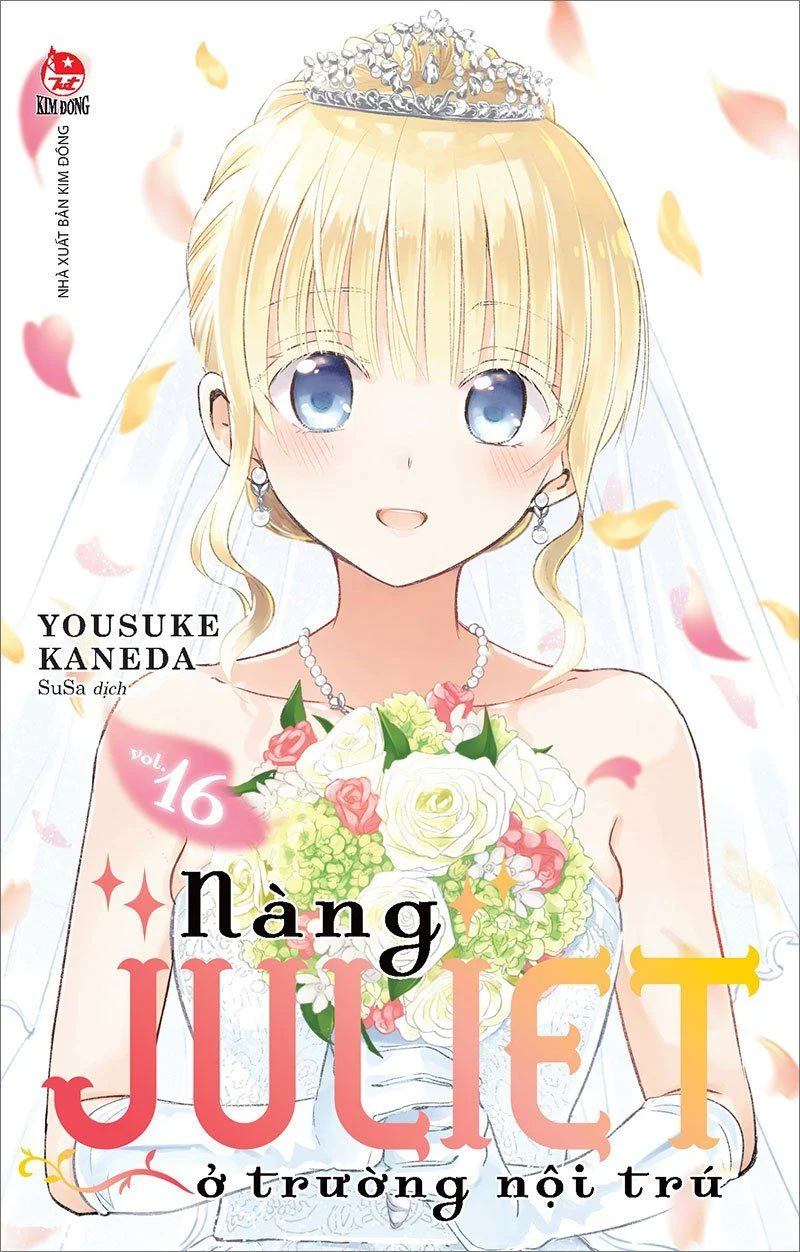 KIM ĐỒNG
NHÀ XUẤT BẢN KIM ĐỒNG
YOUSUKE
KANEDA
SuSa dịch
vol.
16
Nàng
JULIET
ở trường nội trú